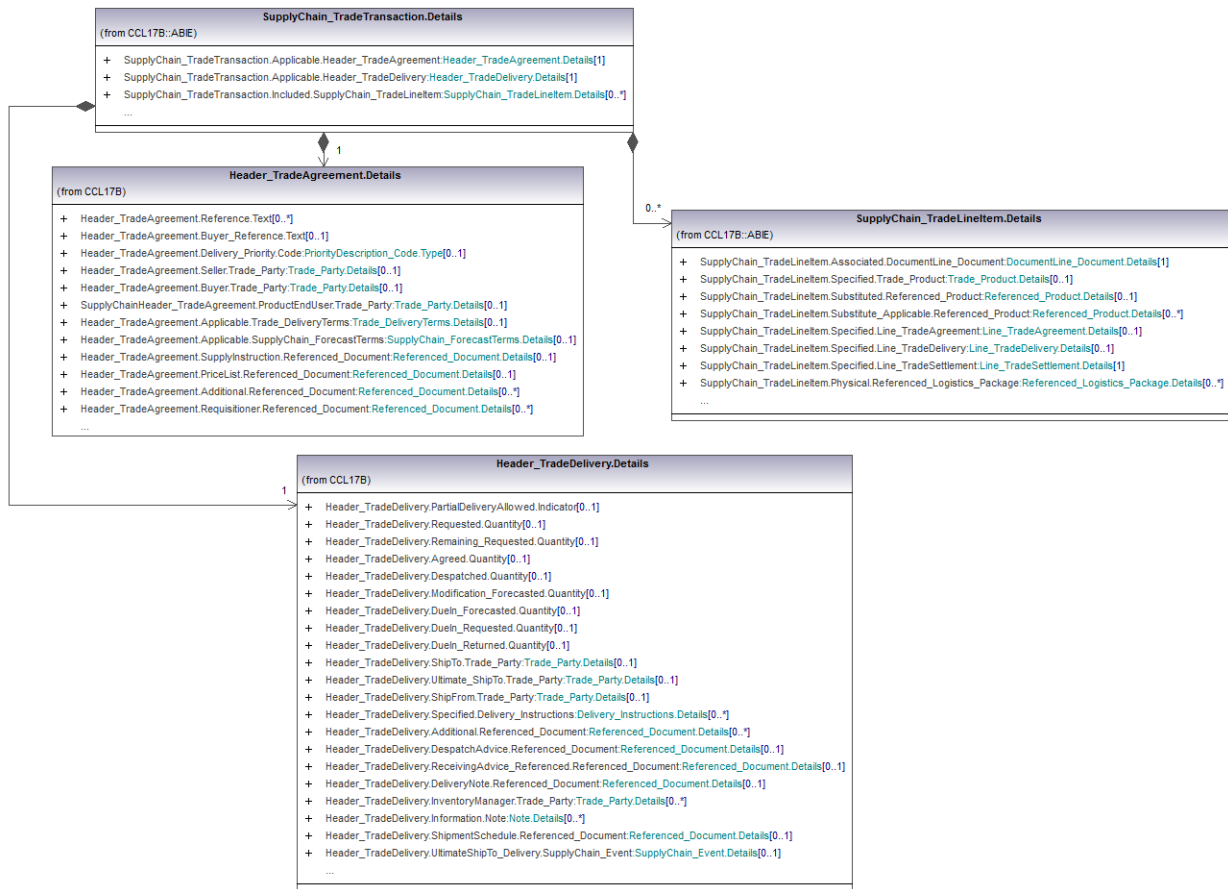 SupplyChain_TradeTransaction.Details
(from CCL17B::ABIE)
+ SupplyChain_TradeTransaction.Applicable.Header_TradeAgreement:Header_TradeAgreement.Details[1]
+ SupplyChain_TradeTransaction.Applicable.Header_TradeDelivery:Header_TradeDelivery.Details[1]
+ SupplyChain_TradeTransaction.Included.SupplyChain_TradeLineItem:SupplyChain_TradeLineItem.Details[0..*]
...
1
Header_TradeAgreement.Details
(from CCL17B)
+ Header_TradeAgreement.Reference.Text[0..*]
+ Header_TradeAgreement.Buyer_Reference.Text[0..1]
+ Header_TradeAgreement.Delivery_Priority.Code:PriorityDescription_Code.Type[0..1]
+ Header_TradeAgreement.Seller.Trade_Party:Trade_Party.Details[0..1]
+ Header_TradeAgreement.Buyer.Trade_Party:Trade_Party.Details[0..1]
+ SupplyChainHeader_TradeAgreement.ProductEndUser.Trade_Party:Trade_Party.Details[0..1]
+ Header_TradeAgreement.Applicable.Trade_DeliveryTerms:Trade_DeliveryTerms.Details[0..1]
+ Header_TradeAgreement.Applicable.SupplyChain_ForecastTerms:SupplyChain_ForecastTerms.Details[0..1]
+ Header_TradeAgreement.SupplyInstruction.Referenced_Document:Referenced_Document.Details[0..1]
+ Header_TradeAgreement.PriceList.Referenced_Document:Referenced_Document.Details[0..1]
+ Header_TradeAgreement.Additional.Referenced_Document:Referenced_Document.Details[0..*]
+ Header_TradeAgreement.Requisitioner.Referenced_Document:Referenced_Document.Details[0..*]
...
0..*
SupplyChain_TradeLineItem.Details
(from CCL17B::ABIE)
+ SupplyChain_TradeLineItem.Associated.DocumentLine_Document:DocumentLine_Document.Details[1]
+ SupplyChain_TradeLineItem.Specified.Trade_Product:Trade_Product.Details[0..1]
+ SupplyChain_TradeLineItem.Substituted.Referenced_Product:Referenced_Product.Details[0..1]
+ SupplyChain_TradeLineItem.Substitute_Applicable.Referenced_Product:Referenced_Product.Details[0..*]
+ SupplyChain_TradeLineItem.Specified.Line_TradeAgreement:Line_TradeAgreement.Details[0..1]
+ SupplyChain_TradeLineItem.Specified.Line_TradeDelivery:Line_TradeDelivery.Details[0..1]
+ SupplyChain_TradeLineItem.Specified.Line_TradeSettlement:Line_TradeSettlement.Details[1]
+ SupplyChain_TradeLineItem.Physical.Referenced_Logistics_Package:Referenced_Logistics_Package.Details[0..*]
...
1
Header_TradeDelivery.Details
(from CCL17B)
+ Header_TradeDelivery.PartialDeliveryAllowed.Indicator[0..1]
+ Header_TradeDelivery.Requested.Quantity[0..1]
+ Header_TradeDelivery.Remaining_Requested.Quantity[0..1]
+ Header_TradeDelivery.Agreed.Quantity[0..1]
+ Header_TradeDelivery.Despatched.Quantity[0..1]
+ Header_TradeDelivery.Modification_Forecasted.Quantity[0..1]
+ Header_TradeDelivery.DueIn_Forecasted.Quantity[0..1]
+ Header_TradeDelivery.DueIn_Requested.Quantity[0..1]
+ Header_TradeDelivery.DueIn_Returned.Quantity[0..1]
+ Header_TradeDelivery.ShipTo.Trade_Party:Trade_Party.Details[0..1]
+ Header_TradeDelivery.Ultimate_ShipTo.Trade_Party:Trade_Party.Details[0..1]
+ Header_TradeDelivery.ShipFrom.Trade_Party:Trade_Party.Details[0..1]
+ Header_TradeDelivery.Specified.Delivery_Instructions:Delivery_Instructions.Details[0..*]
+ Header_TradeDelivery.Additional.Referenced_Document:Referenced_Document.Details[0..*]
+ Header_TradeDelivery.DespatchAdvice.Referenced_Document:Referenced_Document.Details[0..1]
+ Header_TradeDelivery.ReceivingAdvice_Referenced.Referenced_Document:Referenced_Document.Details[0..1]
+ Header_TradeDelivery.DeliveryNote.Referenced_Document:Referenced_Document.Details[0..1]
+ Header_TradeDelivery.InventoryManager.Trade_Party:Trade_Party.Details[0..*]
+ Header_TradeDelivery.Information.Note:Note.Details[0..*]
+ Header_TradeDelivery.ShipmentSchedule.Referenced_Document:Referenced_Document.Details[0..1]
+ Header_TradeDelivery.UltimateShipTo_Delivery.SupplyChain_Event:SupplyChain_Event.Details[0..1]
...